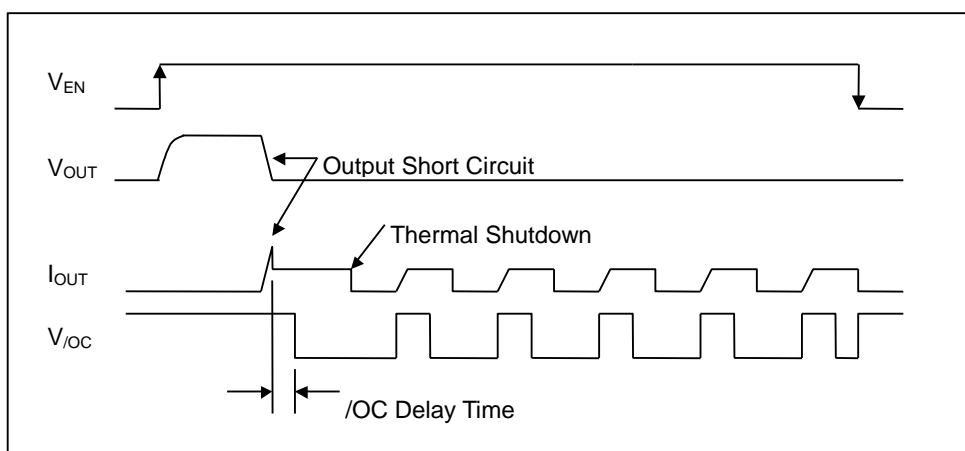 VEN
VOUT
Output Short Circuit
Thermal Shutdown
IOUT
V/OC
/OC Delay Time